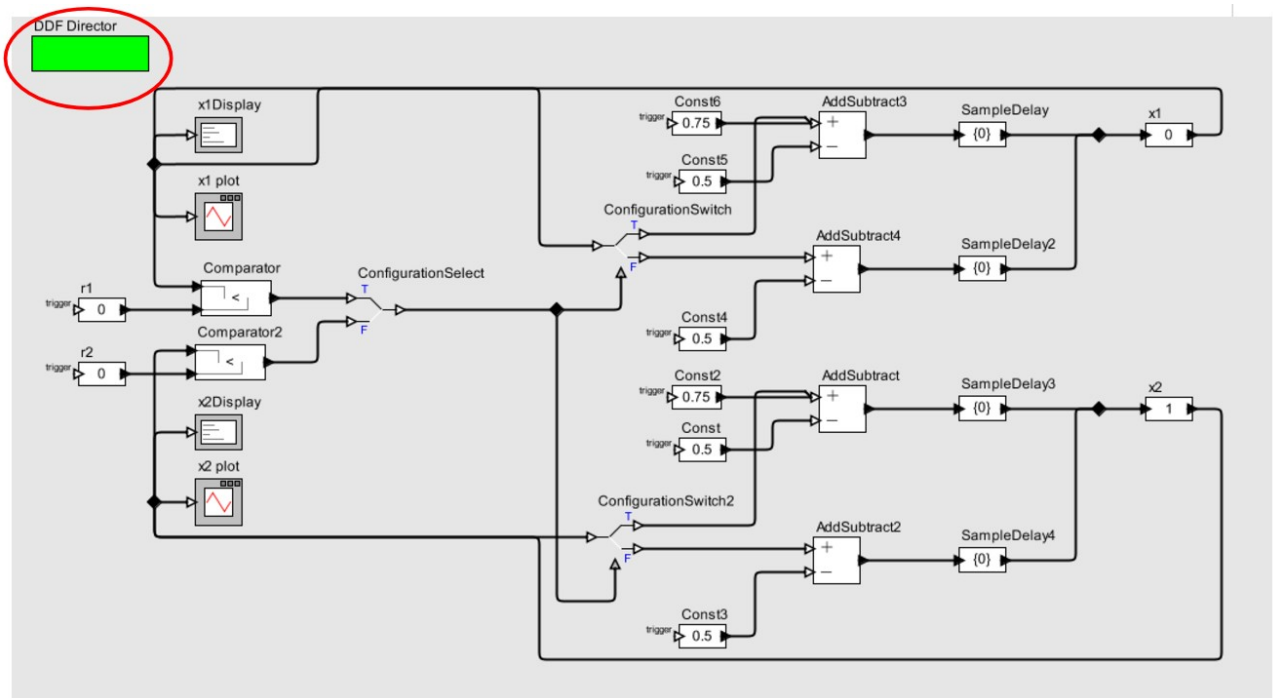 DDF Director
x1Display
x1 plot
Comparator
<
r1
trigger 0
Comparator2
<
r2
trigger 0
x2Display
x2 plot
ConfigurationSelect
T
F
Const6
trigger 0.75
AddSubtract3
+
−
SampleDelay
{0}
x1
0
Const5
trigger 0.5
ConfigurationSwitch
T
F
AddSubtract4
+
−
SampleDelay2
{0}
Const4
trigger 0.5
Const2
trigger 0.75
AddSubtract
+
−
SampleDelay3
{0}
x2
1
Const
trigger 0.5
ConfigurationSwitch2
T
F
AddSubtract2
+
−
SampleDelay4
{0}
Const3
trigger 0.5